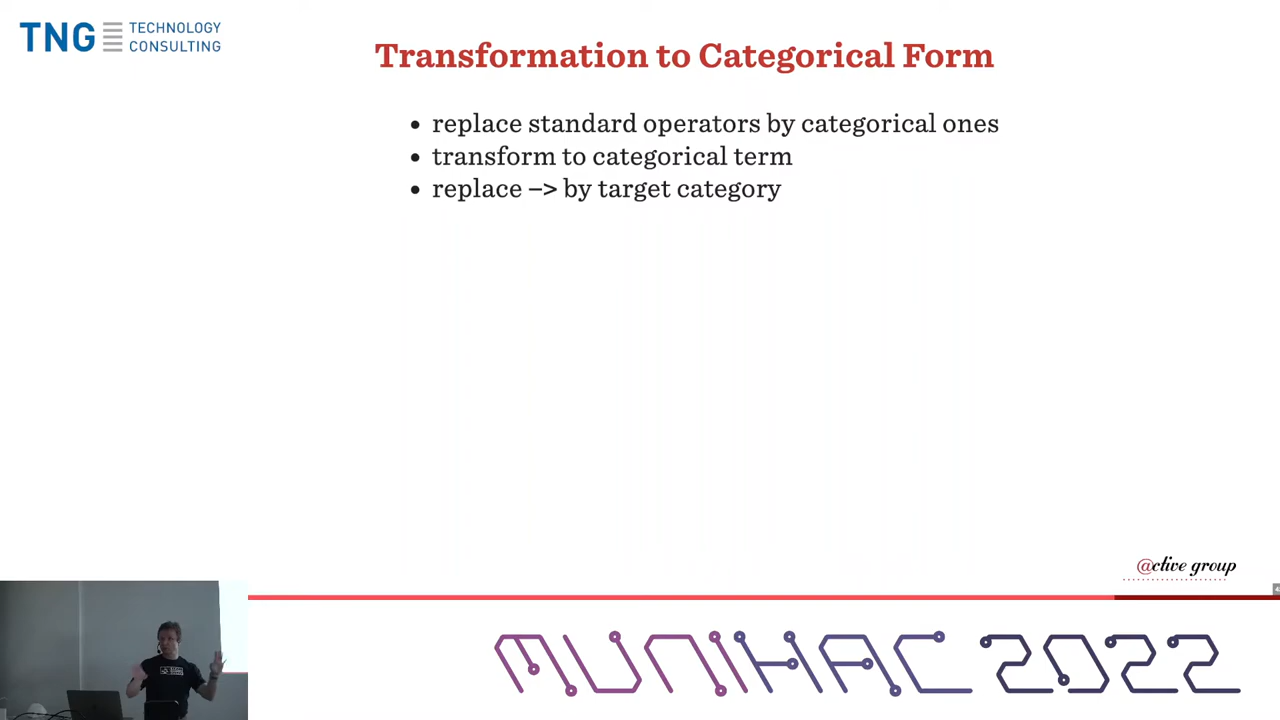 TNG TECHNOLOGY
CONSULTING
Transformation to Categorical Form
• replace standard operators by categorical ones
• transform to categorical term
• replace –> by target category
@ctive group
MUNIHAC 2022